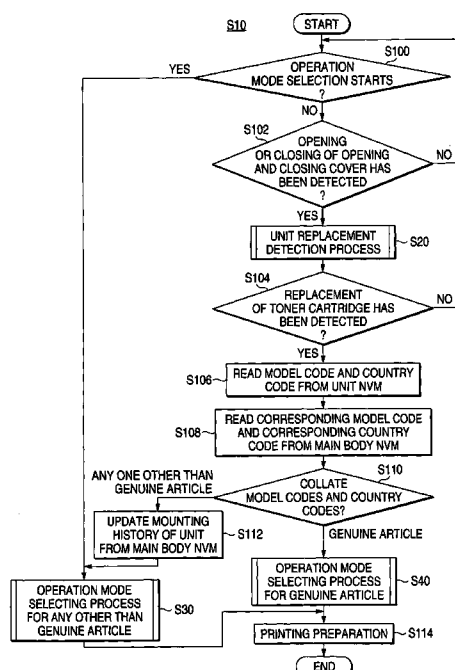 START
S10
S100
YES
OPERATION
MODE SELECTION STARTS
?
NO
S102
OPENING
OR CLOSING OF OPENING
AND CLOSING COVER HAS
BEEN DETECTED
?
NO
YES
UNIT REPLACEMENT
DETECTION PROCESS
S20
S104
REPLACEMENT
OF TONER CARTRIDGE HAS
BEEN DETECTED
?
NO
YES
S106
READ MODEL CODE AND COUNTRY
CODE FROM UNIT NVM
S108
READ CORRESPONDING MODEL CODE
AND CORRESPONDING COUNTRY
CODE FROM MAIN BODY NVM
S110
ANY ONE OTHER THAN
GENUINE ARTICLE
COLLATE
MODEL CODES AND COUNTRY
CODES?
GENUINE ARTICLE
UPDATE MOUNTING
HISTORY OF UNIT
FROM MAIN BODY NVM
S112
OPERATION MODE
SELECTING PROCESS
FOR ANY OTHER THAN
GENUINE ARTICLE
S30
OPERATION MODE
SELECTING PROCESS
FOR GENUINE ARTICLE
S40
PRINTING PREPARATION
S114
END